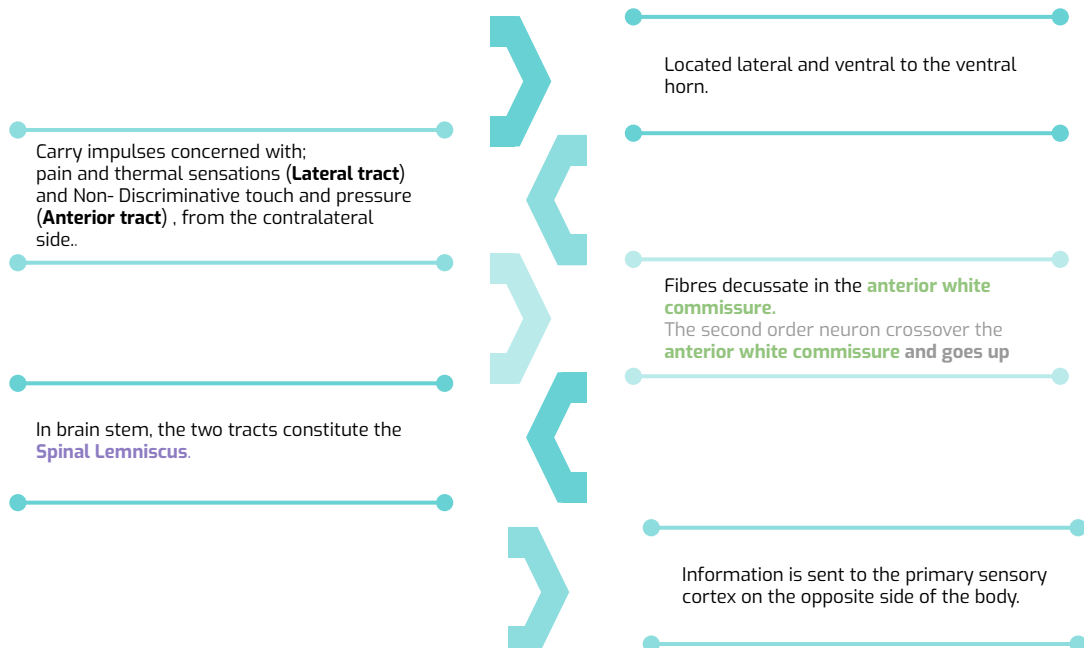 Located lateral and ventral to the ventral
horn.
Carry impulses concerned with;
pain and thermal sensations (Lateral tract)
and Non- Discriminative touch and pressure
(Anterior tract) , from the contralateral
side..
Fibres decussate in the anterior white
commissure.
The second order neuron crossover the
anterior white commissure and goes up
In brain stem, the two tracts constitute the
Spinal Lemniscus.
Information is sent to the primary sensory
cortex on the opposite side of the body.